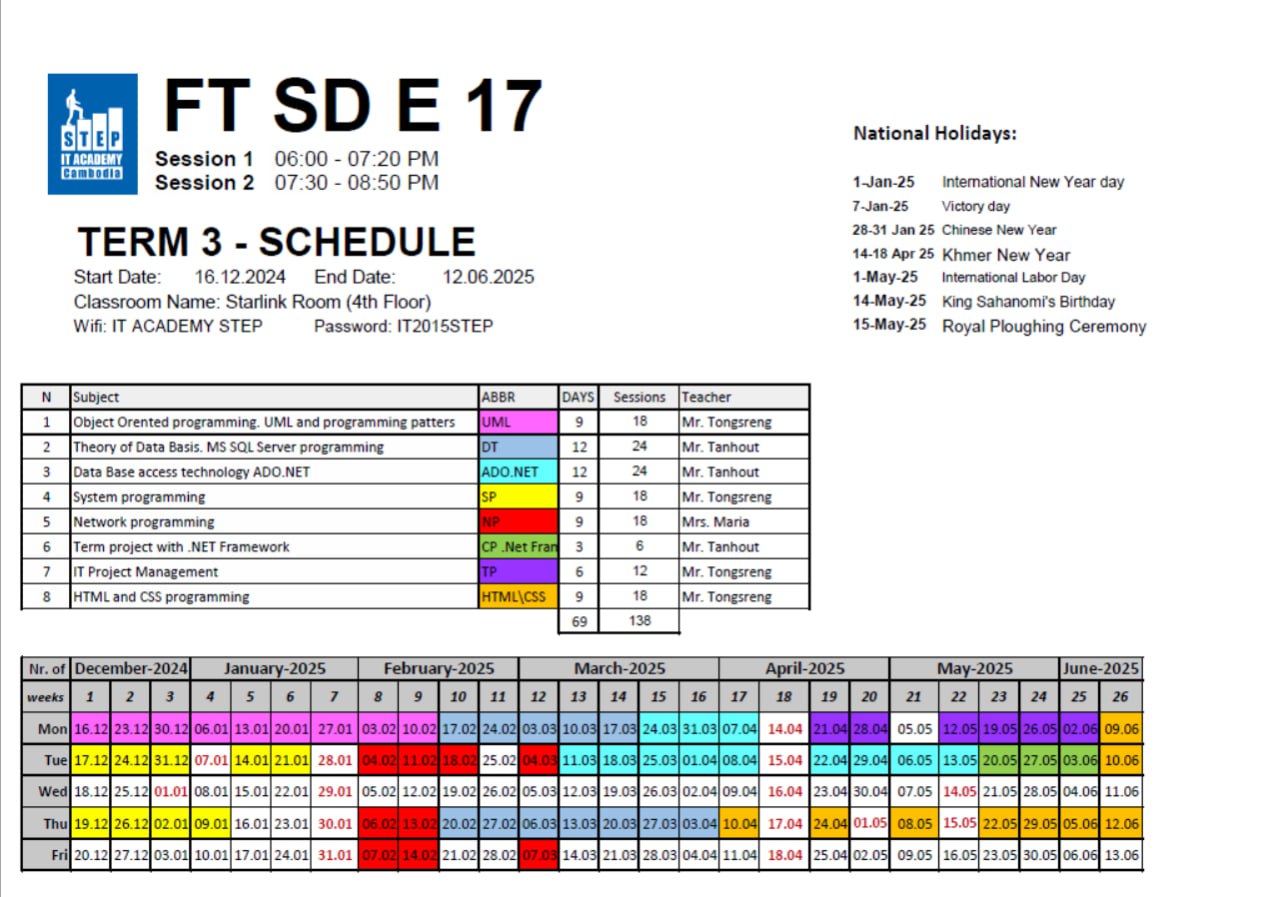 FT SD E 17
STEP
IT ACADEMY
Cambodia
Session 1 06:00 - 07:20 PM
Session 2 07:30 - 08:50 PM
TERM 3 - SCHEDULE
Start Date: 16.12.2024 End Date: 12.06.2025
Classroom Name: Starlink Room (4th Floor)
Wifi: IT ACADEMY STEP Password: IT2015STEP
National Holidays:
1-Jan-25 International New Year day
7-Jan-25 Victory day
28-31 Jan 25 Chinese New Year
14-18 Apr 25 Khmer New Year
1-May-25 International Labor Day
14-May-25 King Sahanomi's Birthday
15-May-25 Royal Ploughing Ceremony
N Subject ABBR DAYS Sessions Teacher
1 Object Orented programming. UML and programming patters UML 9 18 Mr. Tongsreng
2 Theory of Data Basis. MS SQL Server programming DT 12 24 Mr. Tanhout
3 Data Base access technology ADO.NET ADO.NET 12 24 Mr. Tanhout
4 System programming SP 9 18 Mr. Tongsreng
5 Network programming NP 9 18 Mrs. Maria
6 Term project with .NET Framework CP .Net Fran 3 6 Mr. Tanhout
7 IT Project Management TP 6 12 Mr. Tongsreng
8 HTML and CSS programming HTML\CSS 9 18 Mr. Tongsreng
69 138
Nr. of December-2024 January-2025 February-2025 March-2025 April-2025 May-2025 June-2025
weeks 1 2 3 4 5 6 7 8 9 10 11 12 13 14 15 16 17 18 19 20 21 22 23 24 25 26
Mon 16.12 23.12 30.12 06.01 13.01 20.01 27.01 03.02 10.02 17.02 24.02 03.03 10.03 17.03 24.03 31.03 07.04 14.04 21.04 28.04 05.05 12.05 19.05 26.05 02.06 09.06
Tue 17.12 24.12 31.12 07.01 14.01 21.01 28.01 04.02 11.02 18.02 25.02 04.03 11.03 18.03 25.03 01.04 08.04 15.04 22.04 29.04 06.05 13.05 20.05 27.05 03.06 10.06
Wed 18.12 25.12 01.01 08.01 15.01 22.01 29.01 05.02 12.02 19.02 26.02 05.03 12.03 19.03 26.03 02.04 09.04 16.04 23.04 30.04 07.05 14.05 21.05 28.05 04.06 11.06
Thu 19.12 26.12 02.01 09.01 16.01 23.01 30.01 06.02 13.02 20.02 27.02 06.03 13.03 20.03 27.03 03.04 10.04 17.04 24.04 01.05 08.05 15.05 22.05 29.05 05.06 12.06
Fri 20.12 27.12 03.01 10.01 17.01 24.01 31.01 07.02 14.02 21.02 28.02 07.03 14.03 21.03 28.03 04.04 11.04 18.04 25.04 02.05 09.05 16.05 23.05 30.05 06.06 13.06